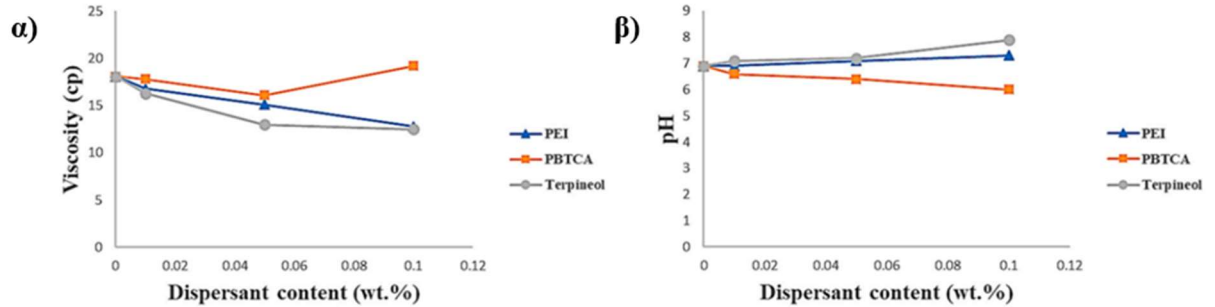 α)
Viscosity (cp)
25
20
15
10
5
0
0 0.02 0.04 0.06 0.08 0.1 0.12
Dispersant content (wt.%)
PEI
PBTCA
Terpineol
β)
pH
9
8
7
6
5
4
3
2
1
0
0 0.02 0.04 0.06 0.08 0.1 0.12
Dispersant content (wt.%)
PEI
PBTCA
Terpineol